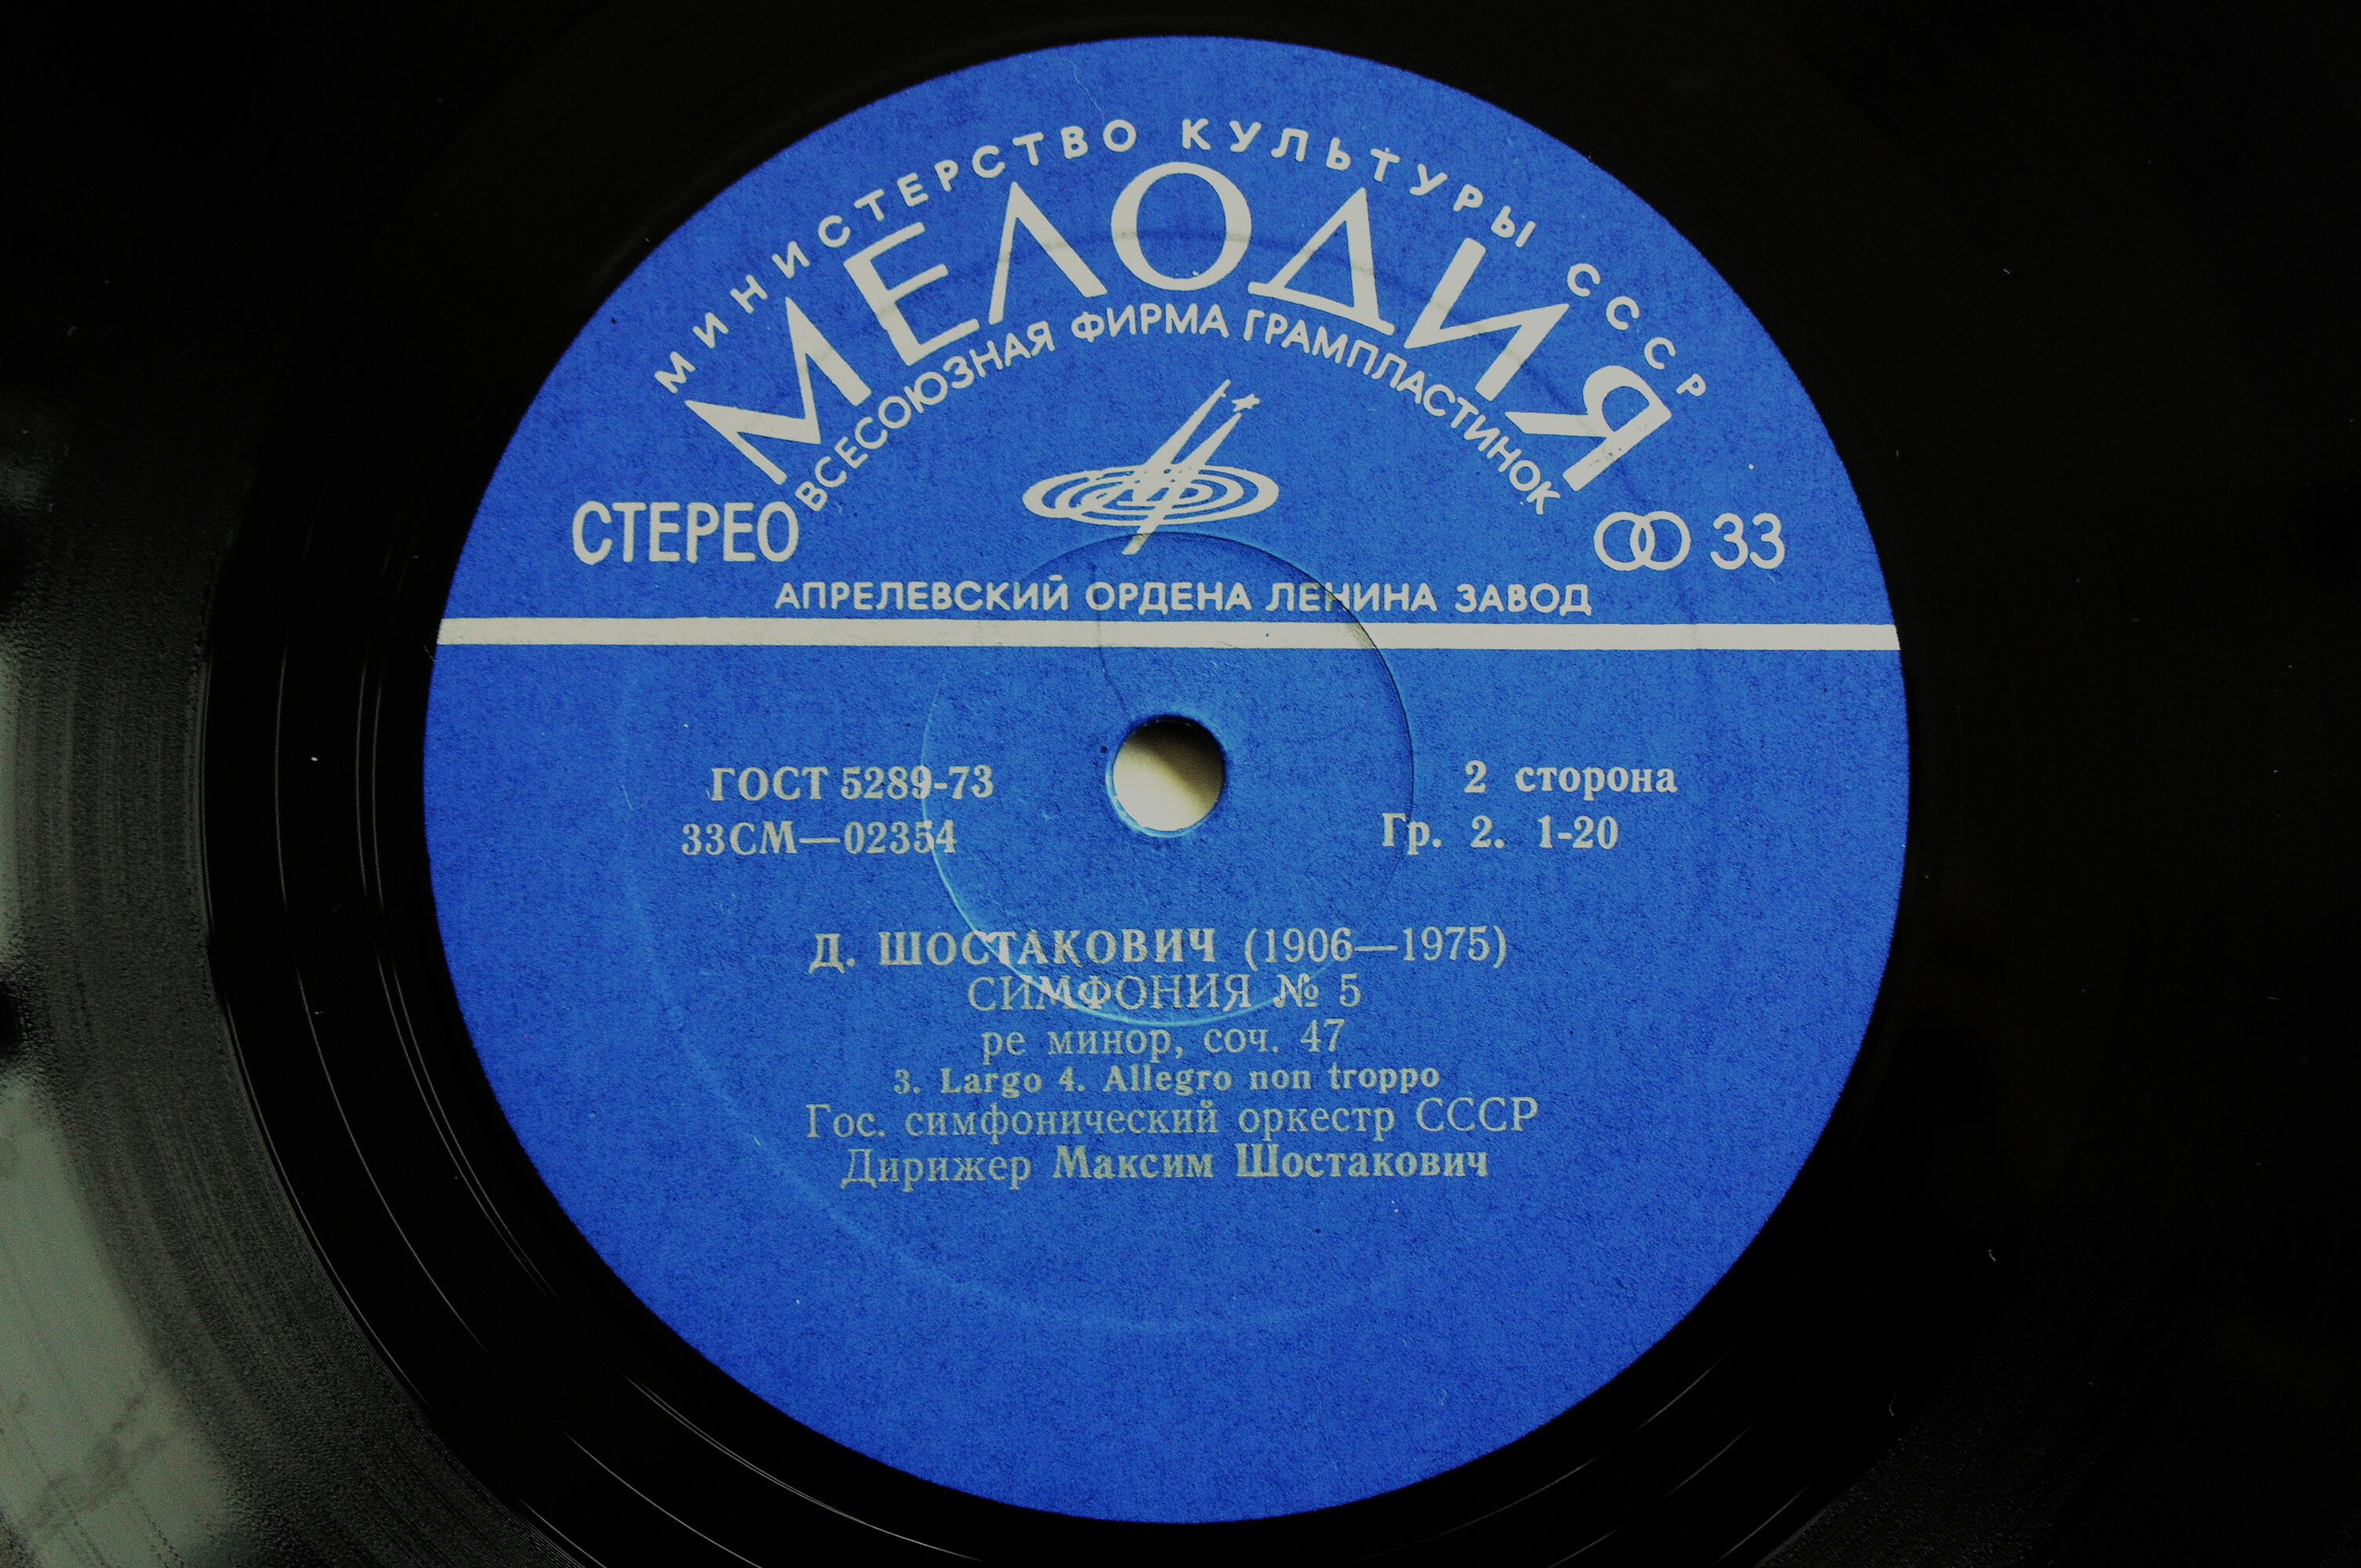 МИНИСТЕРСТВО КУЛЬТУРЫ СССР
МЕЛОДИЯ
ВСЕСОЮЗНАЯ ФИРМА ГРАМПЛАСТИНОК
СТЕРЕО
33
АПРЕЛЕВСКИЙ ОРДЕНА ЛЕНИНА ЗАВОД
ГОСТ 5289-73
2 сторона
33СМ—02354
Гр. 2. 1-20
Д. ШОСТАКОВИЧ (1906—1975)
СИМФОНИЯ № 5
ре минор, соч. 47
3. Largo 4. Allegro non troppo
Гос. симфонический оркестр СССР
Дирижер Максим Шостакович